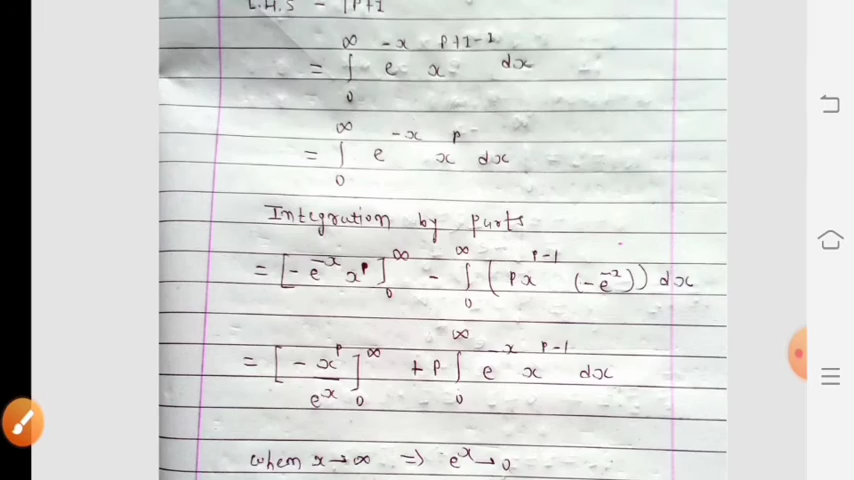 L.H.S - Γp+1
= ∫₀^∞ e^-x x^p+1-1 dx
= ∫₀^∞ e^-x x^p dx
Integration by parts
= [-e^-x x^p]₀^∞ - ∫₀^∞ (p x^p-1 (-e^-x)) dx
= [-x^p / e^x]₀^∞ + p ∫₀^∞ e^-x x^p-1 dx
when x→∞ ⇒ e^x→0